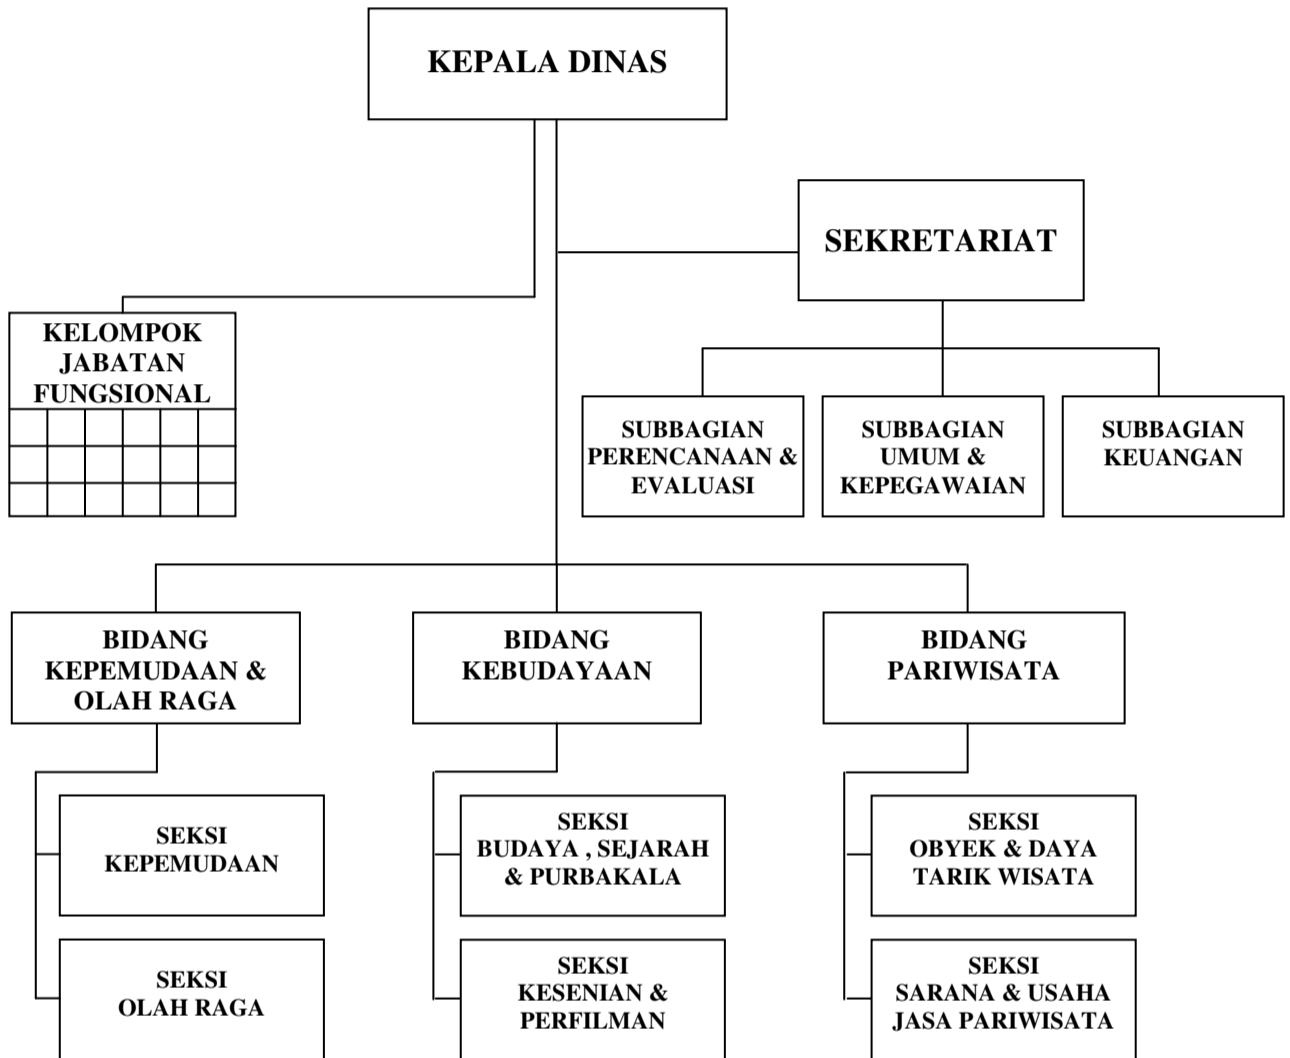 KEPALA DINAS
SEKRETARIAT
KELOMPOK
JABATAN
FUNGSIONAL
SUBBAGIAN
PERENCANAAN &
EVALUASI
SUBBAGIAN
UMUM &
KEPEGAWAIAN
SUBBAGIAN
KEUANGAN
BIDANG
KEPEMUDAAN &
OLAH RAGA
BIDANG
KEBUDAYAAN
BIDANG
PARIWISATA
SEKSI
KEPEMUDAAN
SEKSI
BUDAYA , SEJARAH
& PURBAKALA
SEKSI
OBYEK & DAYA
TARIK WISATA
SEKSI
OLAH RAGA
SEKSI
KESENIAN &
PERFILMAN
SEKSI
SARANA & USAHA
JASA PARIWISATA